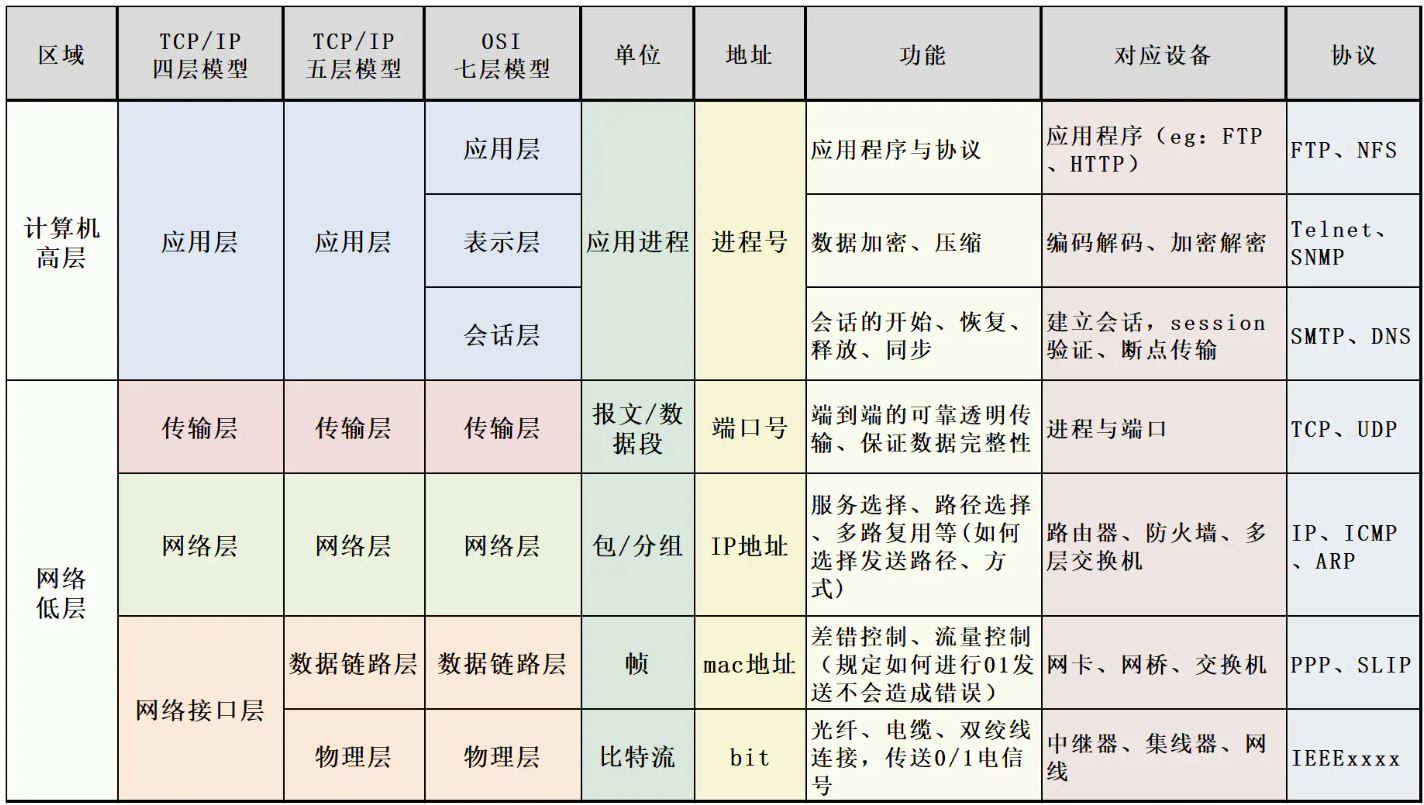 区域
TCP/IP
四层模型
TCP/IP
五层模型
OSI
七层模型
单位
地址
功能
对应设备
协议
计算机
高层
应用层
应用层
应用层
应用进程
进程号
应用程序与协议
应用程序（eg：FTP
、HTTP）
FTP、NFS
表示层
数据加密、压缩
编码解码、加密解密
Telnet、
SNMP
会话层
会话的开始、恢复、
释放、同步
建立会话，session
验证、断点传输
SMTP、DNS
网络
低层
传输层
传输层
传输层
报文/数
据段
端口号
端到端的可靠透明传
输、保证数据完整性
进程与端口
TCP、UDP
网络层
网络层
网络层
包/分组
IP地址
服务选择、路径选择
、多路复用等(如何
选择发送路径、方
式)
路由器、防火墙、多
层交换机
IP、ICMP
、ARP
网络接口层
数据链路层
数据链路层
帧
mac地址
差错控制、流量控制
（规定如何进行01发
送不会造成错误）
网卡、网桥、交换机
PPP、SLIP
物理层
物理层
比特流
bit
光纤、电缆、双绞线
连接，传送0/1电信
号
中继器、集线器、网
线
IEEExxxx